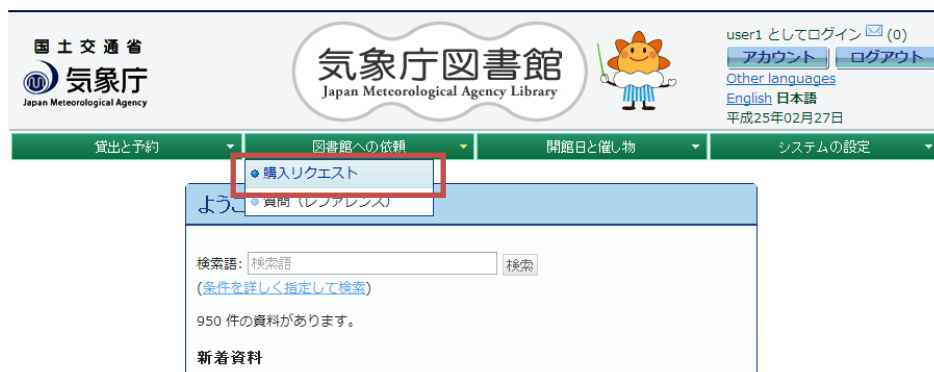 国土交通省
気象庁
Japan Meteorological Agency
気象庁図書館
Japan Meteorological Agency Library
user1 としてログイン (0)
アカウント ログアウト
Other languages
English 日本語
平成25年02月27日
貸出と予約 図書館への依頼 開館日と催し物 システムの設定
購入リクエスト
質問（レファレンス）
ようこ
検索語: 検索語 検索
(条件を詳しく指定して検索)
950 件の資料があります。
新着資料